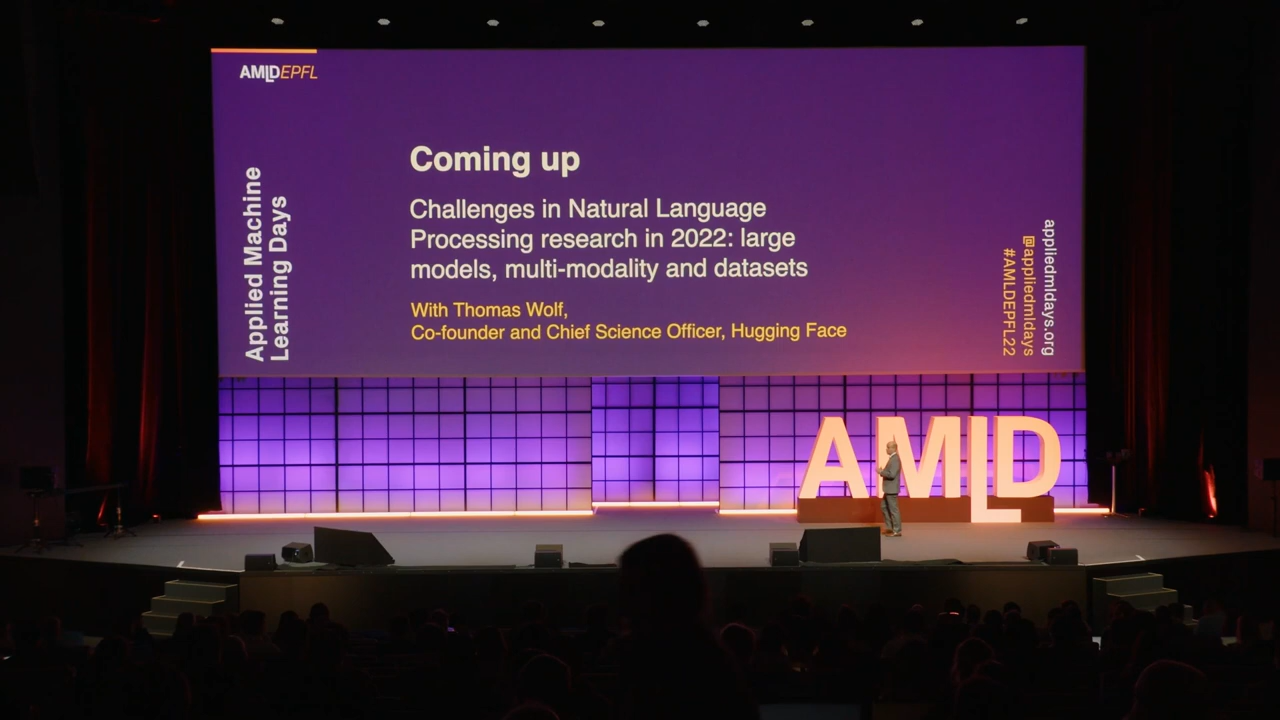 AMLDEPFL
Applied Machine
Learning Days
Coming up
Challenges in Natural Language
Processing research in 2022: large
models, multi-modality and datasets
With Thomas Wolf,
Co-founder and Chief Science Officer, Hugging Face
appliedmldays.org
@appliedmldays
#AMLDEPFL22
AMLD